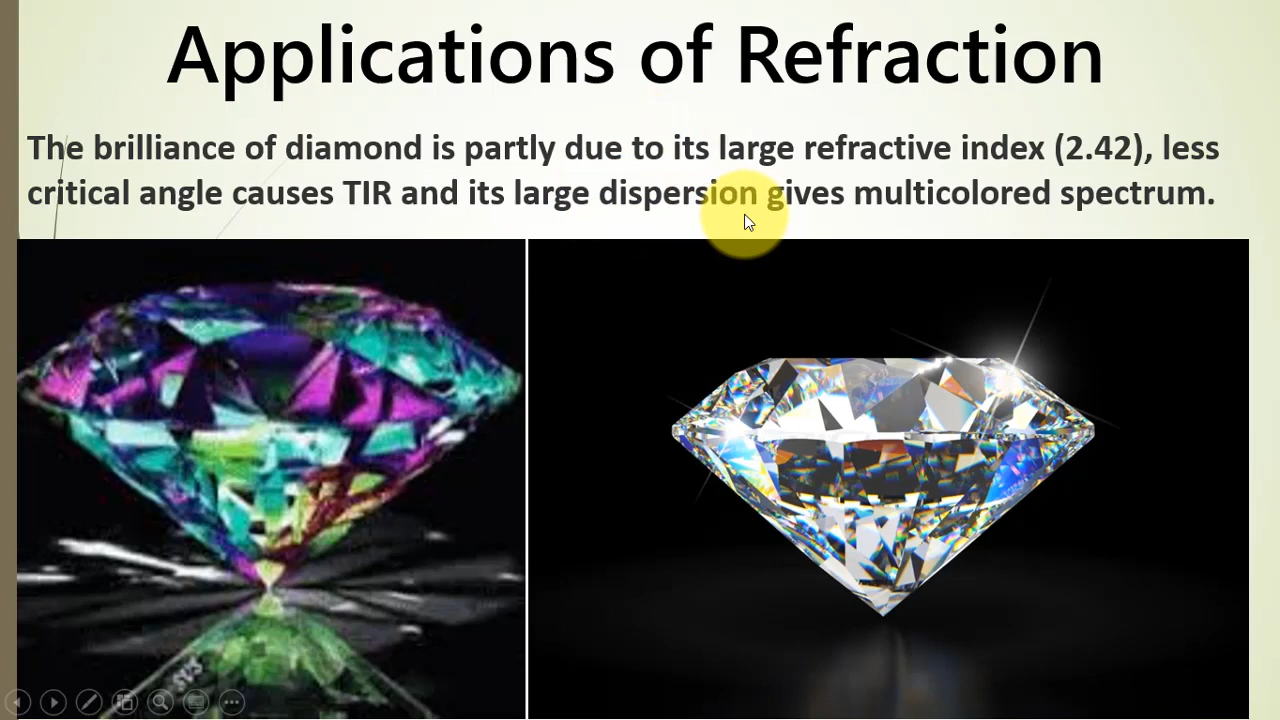 Applications of Refraction
The brilliance of diamond is partly due to its large refractive index (2.42), less
critical angle causes TIR and its large dispersion gives multicolored spectrum.